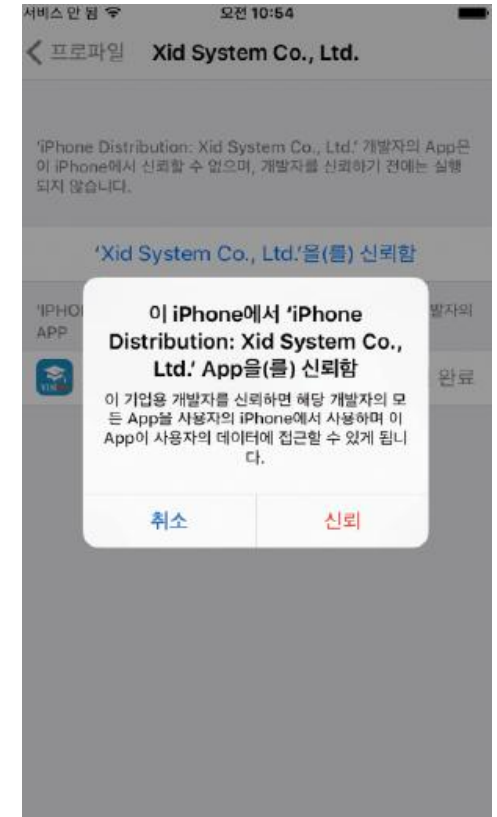 서비스 안 됨 오전 10:54
프로파일 Xid System Co., Ltd.
'iPhone Distribution: Xid System Co., Ltd.' 개발자의 App은
이 iPhone에서 신뢰할 수 없으며, 개발자를 신뢰하기 전에는 실행
되지 않습니다.
'Xid System Co., Ltd.'을(를) 신뢰함
'IPHO 발자의
APP
이 iPhone에서 'iPhone
Distribution: Xid System Co.,
Ltd.' App을(를) 신뢰함
완료
이 기업용 개발자를 신뢰하면 해당 개발자의 모
든 App을 사용자의 iPhone에서 사용하며 이
App이 사용자의 데이터에 접근할 수 있게 됩니
다.
취소 신뢰